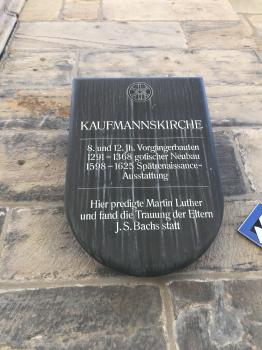 KAUFMANNSKIRCHE
8. und 12. Jh. Vorgängerbauten
1291 – 1368 gotischer Neubau
1598 – 1625 Spätrenaissance-
Ausstattung
Hier predigte Martin Luther
und fand die Trauung der Eltern
J. S. Bachs statt